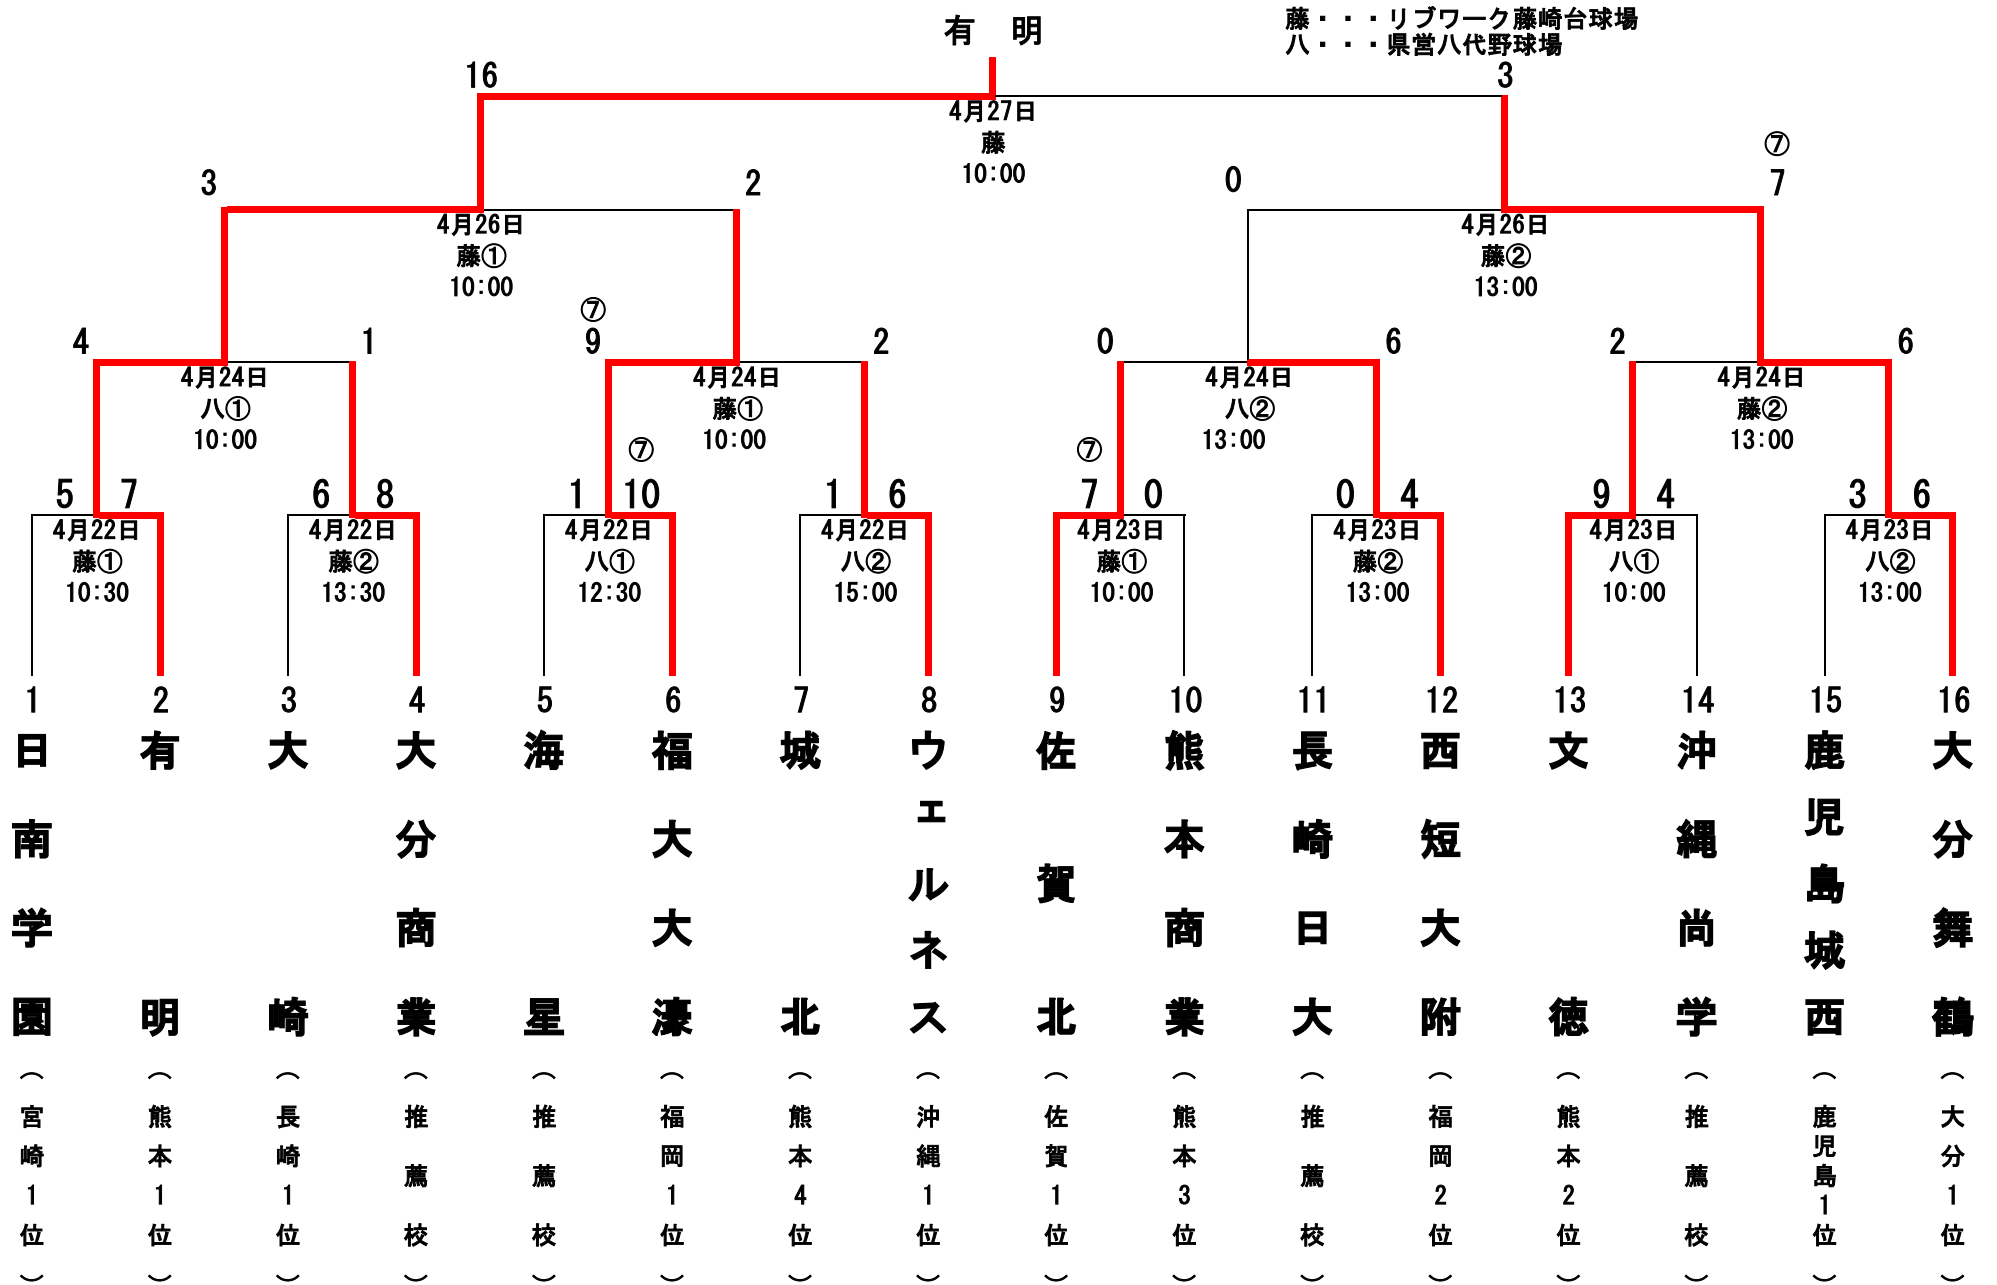 有　明
藤・・・リブワーク藤崎台球場
八・・・県営八代野球場
16
3
4月27日
藤
10:00
⑦
3
2
0
7
4月26日
藤①
10:00
4月26日
藤②
13:00
⑦
4
1
9
2
0
6
2
6
4月24日
八①
10:00
4月24日
藤①
10:00
4月24日
八②
13:00
4月24日
藤②
13:00
⑦
⑦
5 7
6 8
1 10
1 6
7 0
0 4
9 4
3 6
4月22日
藤①
10:30
4月22日
藤②
13:30
4月22日
八①
12:30
4月22日
八②
15:00
4月23日
藤①
10:00
4月23日
藤②
13:00
4月23日
八①
10:00
4月23日
八②
13:00
1
日南学園
（宮崎1位）
2
有明
（熊本1位）
3
大崎
（長崎1位）
4
大分商業
（推薦校）
5
海星
（推薦校）
6
福大大濠
（福岡1位）
7
城北
（熊本4位）
8
ウェルネス
（沖縄1位）
9
佐賀北
（佐賀1位）
10
熊本商業
（熊本3位）
11
長崎日大
（推薦校）
12
西短大附
（福岡2位）
13
文徳
（熊本2位）
14
沖縄尚学
（推薦校）
15
鹿児島城西
（鹿児島1位）
16
大分舞鶴
（大分1位）